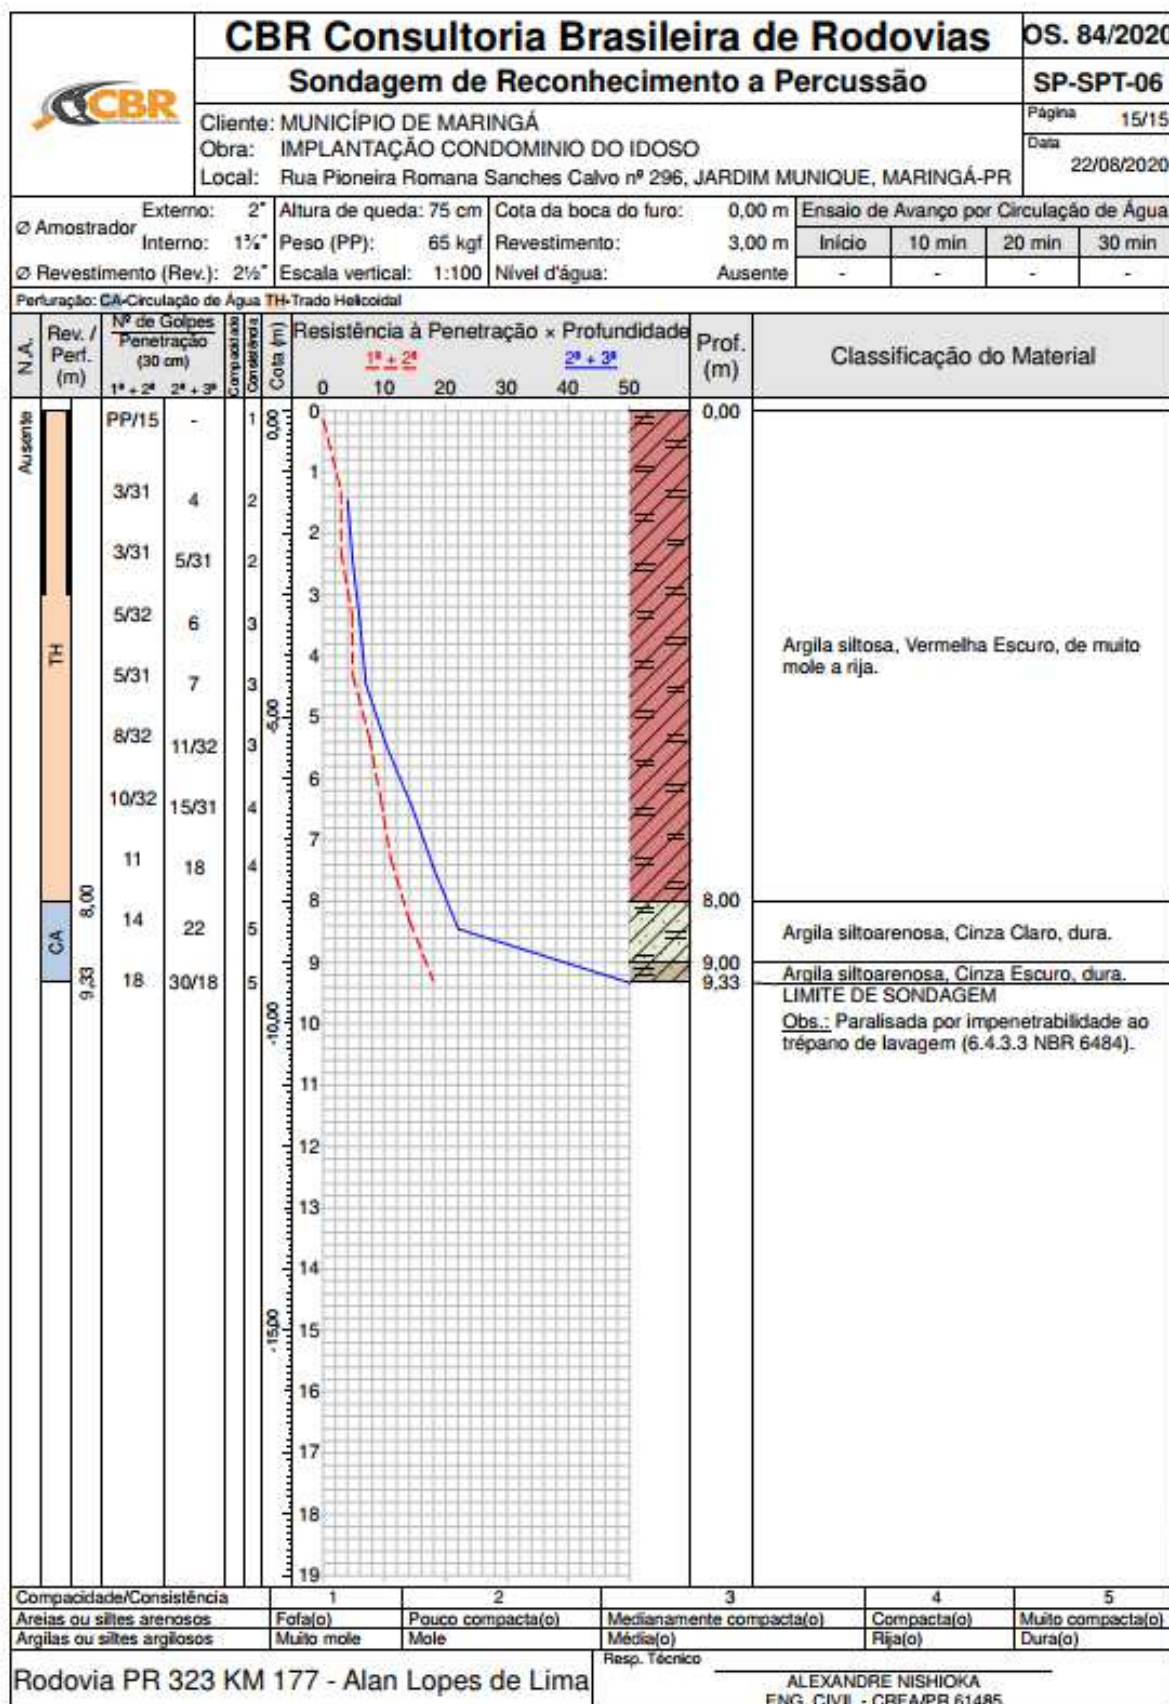 CBR
CBR Consultoria Brasileira de Rodovias
OS. 84/2020
Sondagem de Reconhecimento a Percussão
SP-SPT-06
Cliente: MUNICÍPIO DE MARINGÁ
Obra: IMPLANTAÇÃO CONDOMINIO DO IDOSO
Local: Rua Pioneira Romana Sanches Calvo nº 296, JARDIM MUNIQUE, MARINGÁ-PR
Página 15/15
Data
22/08/2020
Ø Amostrador Externo: 2" Altura de queda: 75 cm Cota da boca do furo: 0,00 m Ensaio de Avanço por Circulação de Água
Interno: 1⅜" Peso (PP): 65 kgf Revestimento: 3,00 m Início 10 min 20 min 30 min
Ø Revestimento (Rev.): 2½" Escala vertical: 1:100 Nível d'água: Ausente - - - -
Perfuração: CA-Circulação de Água TH-Trado Helicoidal
N.A.
Rev. / Perf. (m)
Nº de Golpes
Penetração
(30 cm)
1ª + 2ª 2ª + 3ª
Compacidade
Consistência
Cota (m)
Resistência à Penetração × Profundidade
1ª + 2ª 2ª + 3ª
0 10 20 30 40 50
Prof. (m)
Classificação do Material
Ausente
PP/15 - 1 0,00 0 0,00
1
3/31 4 2
2
3/31 5/31 2
3
5/32 6 3
TH
Argila siltosa, Vermelha Escuro, de muito
mole a rija.
4
5/31 7 3
-5,00 5
8/32 11/32 3
6
10/32 15/31 4
7
11 18 4
8,00 8 8,00
14 22 5
CA
Argila siltoarenosa, Cinza Claro, dura.
9 9,00
9,33 18 30/18 5 9,33
Argila siltoarenosa, Cinza Escuro, dura.
LIMITE DE SONDAGEM
Obs.: Paralisada por impenetrabilidade ao
trépano de lavagem (6.4.3.3 NBR 6484).
-10,00 10
11
12
13
14
-15,00 15
16
17
18
19
Compacidade/Consistência 1 2 3 4 5
Areias ou siltes arenosos Fofa(o) Pouco compacta(o) Medianamente compacta(o) Compacta(o) Muito compacta(o)
Argilas ou siltes argilosos Muito mole Mole Média(o) Rija(o) Dura(o)
Rodovia PR 323 KM 177 - Alan Lopes de Lima
Resp. Técnico
ALEXANDRE NISHIOKA
ENG. CIVIL - CREA/PR 61485